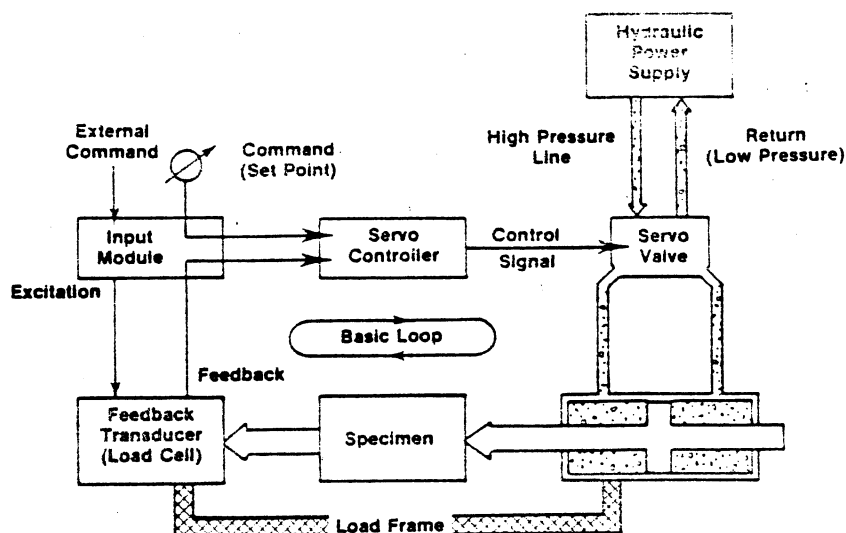 Hydraulic
Power
Supply
External
Command
Command
(Set Point)
High Pressure
Line
Return
(Low Pressure)
Input
Module
Servo
Controller
Control
Signal
Servo
Valve
Excitation
Basic Loop
Feedback
Feedback
Transducer
(Load Cell)
Specimen
Load Frame